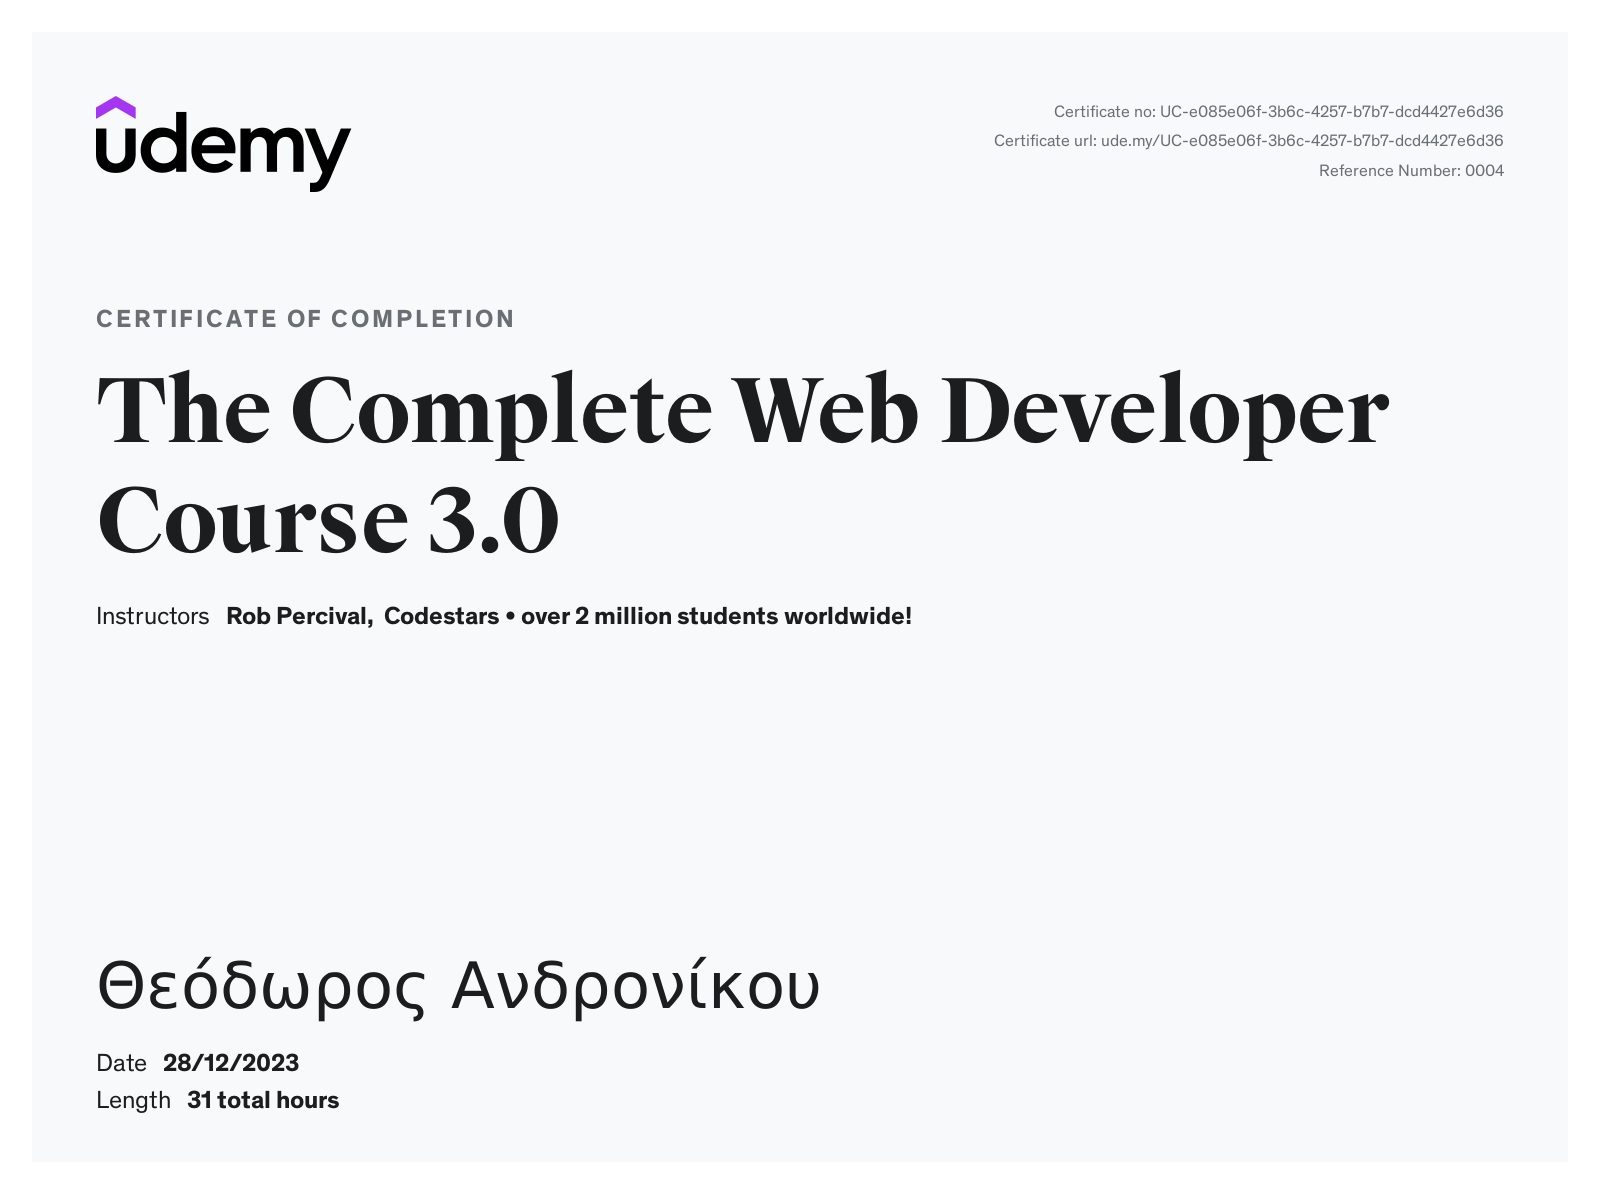 udemy
Certificate no: UC-e085e06f-3b6c-4257-b7b7-dcd4427e6d36
Certificate url: ude.my/UC-e085e06f-3b6c-4257-b7b7-dcd4427e6d36
Reference Number: 0004
CERTIFICATE OF COMPLETION
The Complete Web Developer
Course 3.0
Instructors Rob Percival, Codestars • over 2 million students worldwide!
Θεόδωρος Ανδρονίκου
Date 28/12/2023
Length 31 total hours